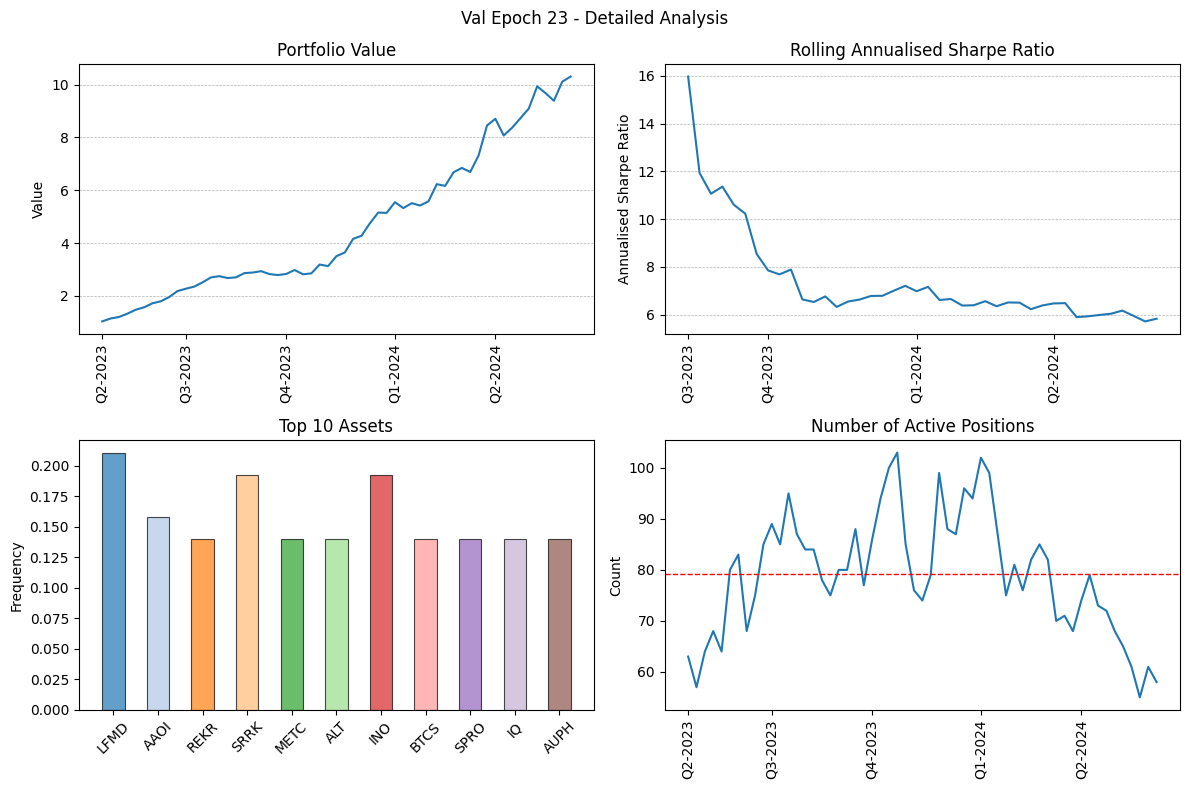 Val Epoch 23 - Detailed Analysis
Portfolio Value
Value
10
8
6
4
2
Q2-2023
Q3-2023
Q4-2023
Q1-2024
Q2-2024
Rolling Annualised Sharpe Ratio
Annualised Sharpe Ratio
16
14
12
10
8
6
Q3-2023
Q4-2023
Q1-2024
Q2-2024
Top 10 Assets
Frequency
0.200
0.175
0.150
0.125
0.100
0.075
0.050
0.025
0.000
LFMD
AAOI
REKR
SRRK
METC
ALT
INO
BTCS
SPRO
IQ
AUPH
Number of Active Positions
Count
100
90
80
70
60
Q2-2023
Q3-2023
Q4-2023
Q1-2024
Q2-2024